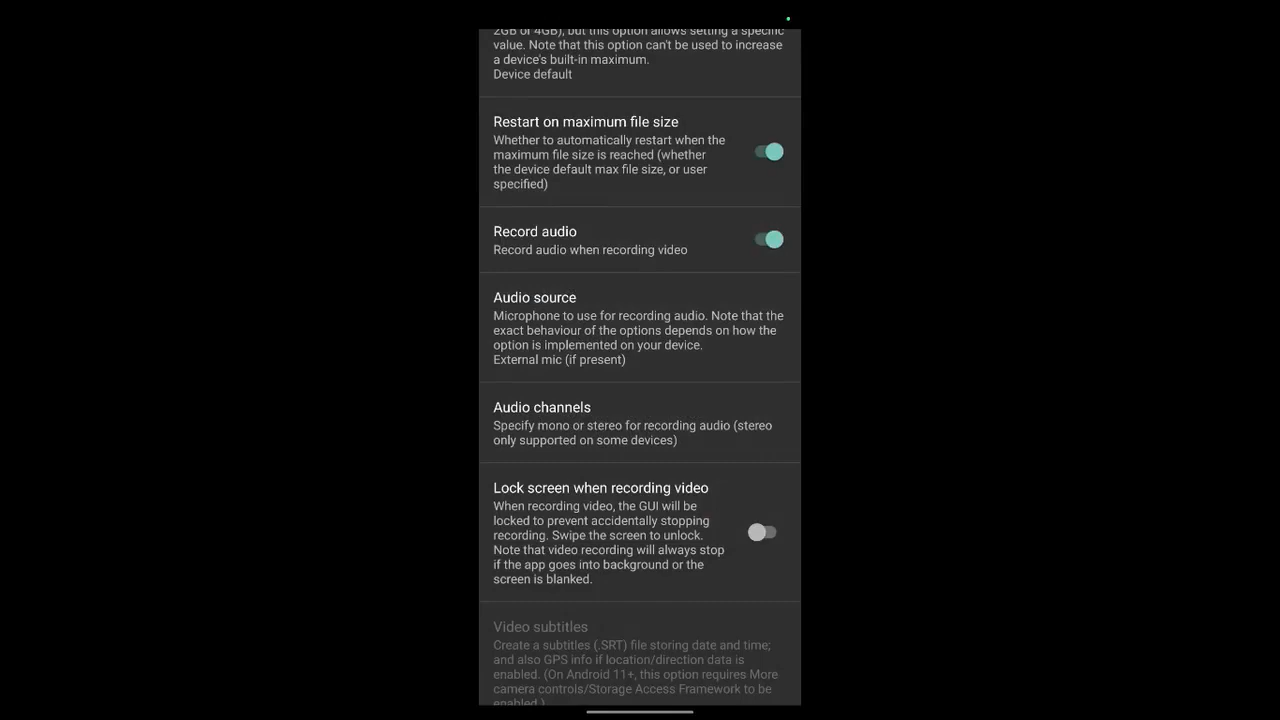 2GB or 4GB), but this option allows setting a specific
value. Note that this option can't be used to increase
a device's built-in maximum.
Device default
Restart on maximum file size
Whether to automatically restart when the
maximum file size is reached (whether
the device default max file size, or user
specified)
Record audio
Record audio when recording video
Audio source
Microphone to use for recording audio. Note that the
exact behaviour of the options depends on how the
option is implemented on your device.
External mic (if present)
Audio channels
Specify mono or stereo for recording audio (stereo
only supported on some devices)
Lock screen when recording video
When recording video, the GUI will be
locked to prevent accidentally stopping
recording. Swipe the screen to unlock.
Note that video recording will always stop
if the app goes into background or the
screen is blanked.
Video subtitles
Create a subtitles (.SRT) file storing date and time;
and also GPS info if location/direction data is
enabled. (On Android 11+, this option requires More
camera controls/Storage Access Framework to be
enabled.)